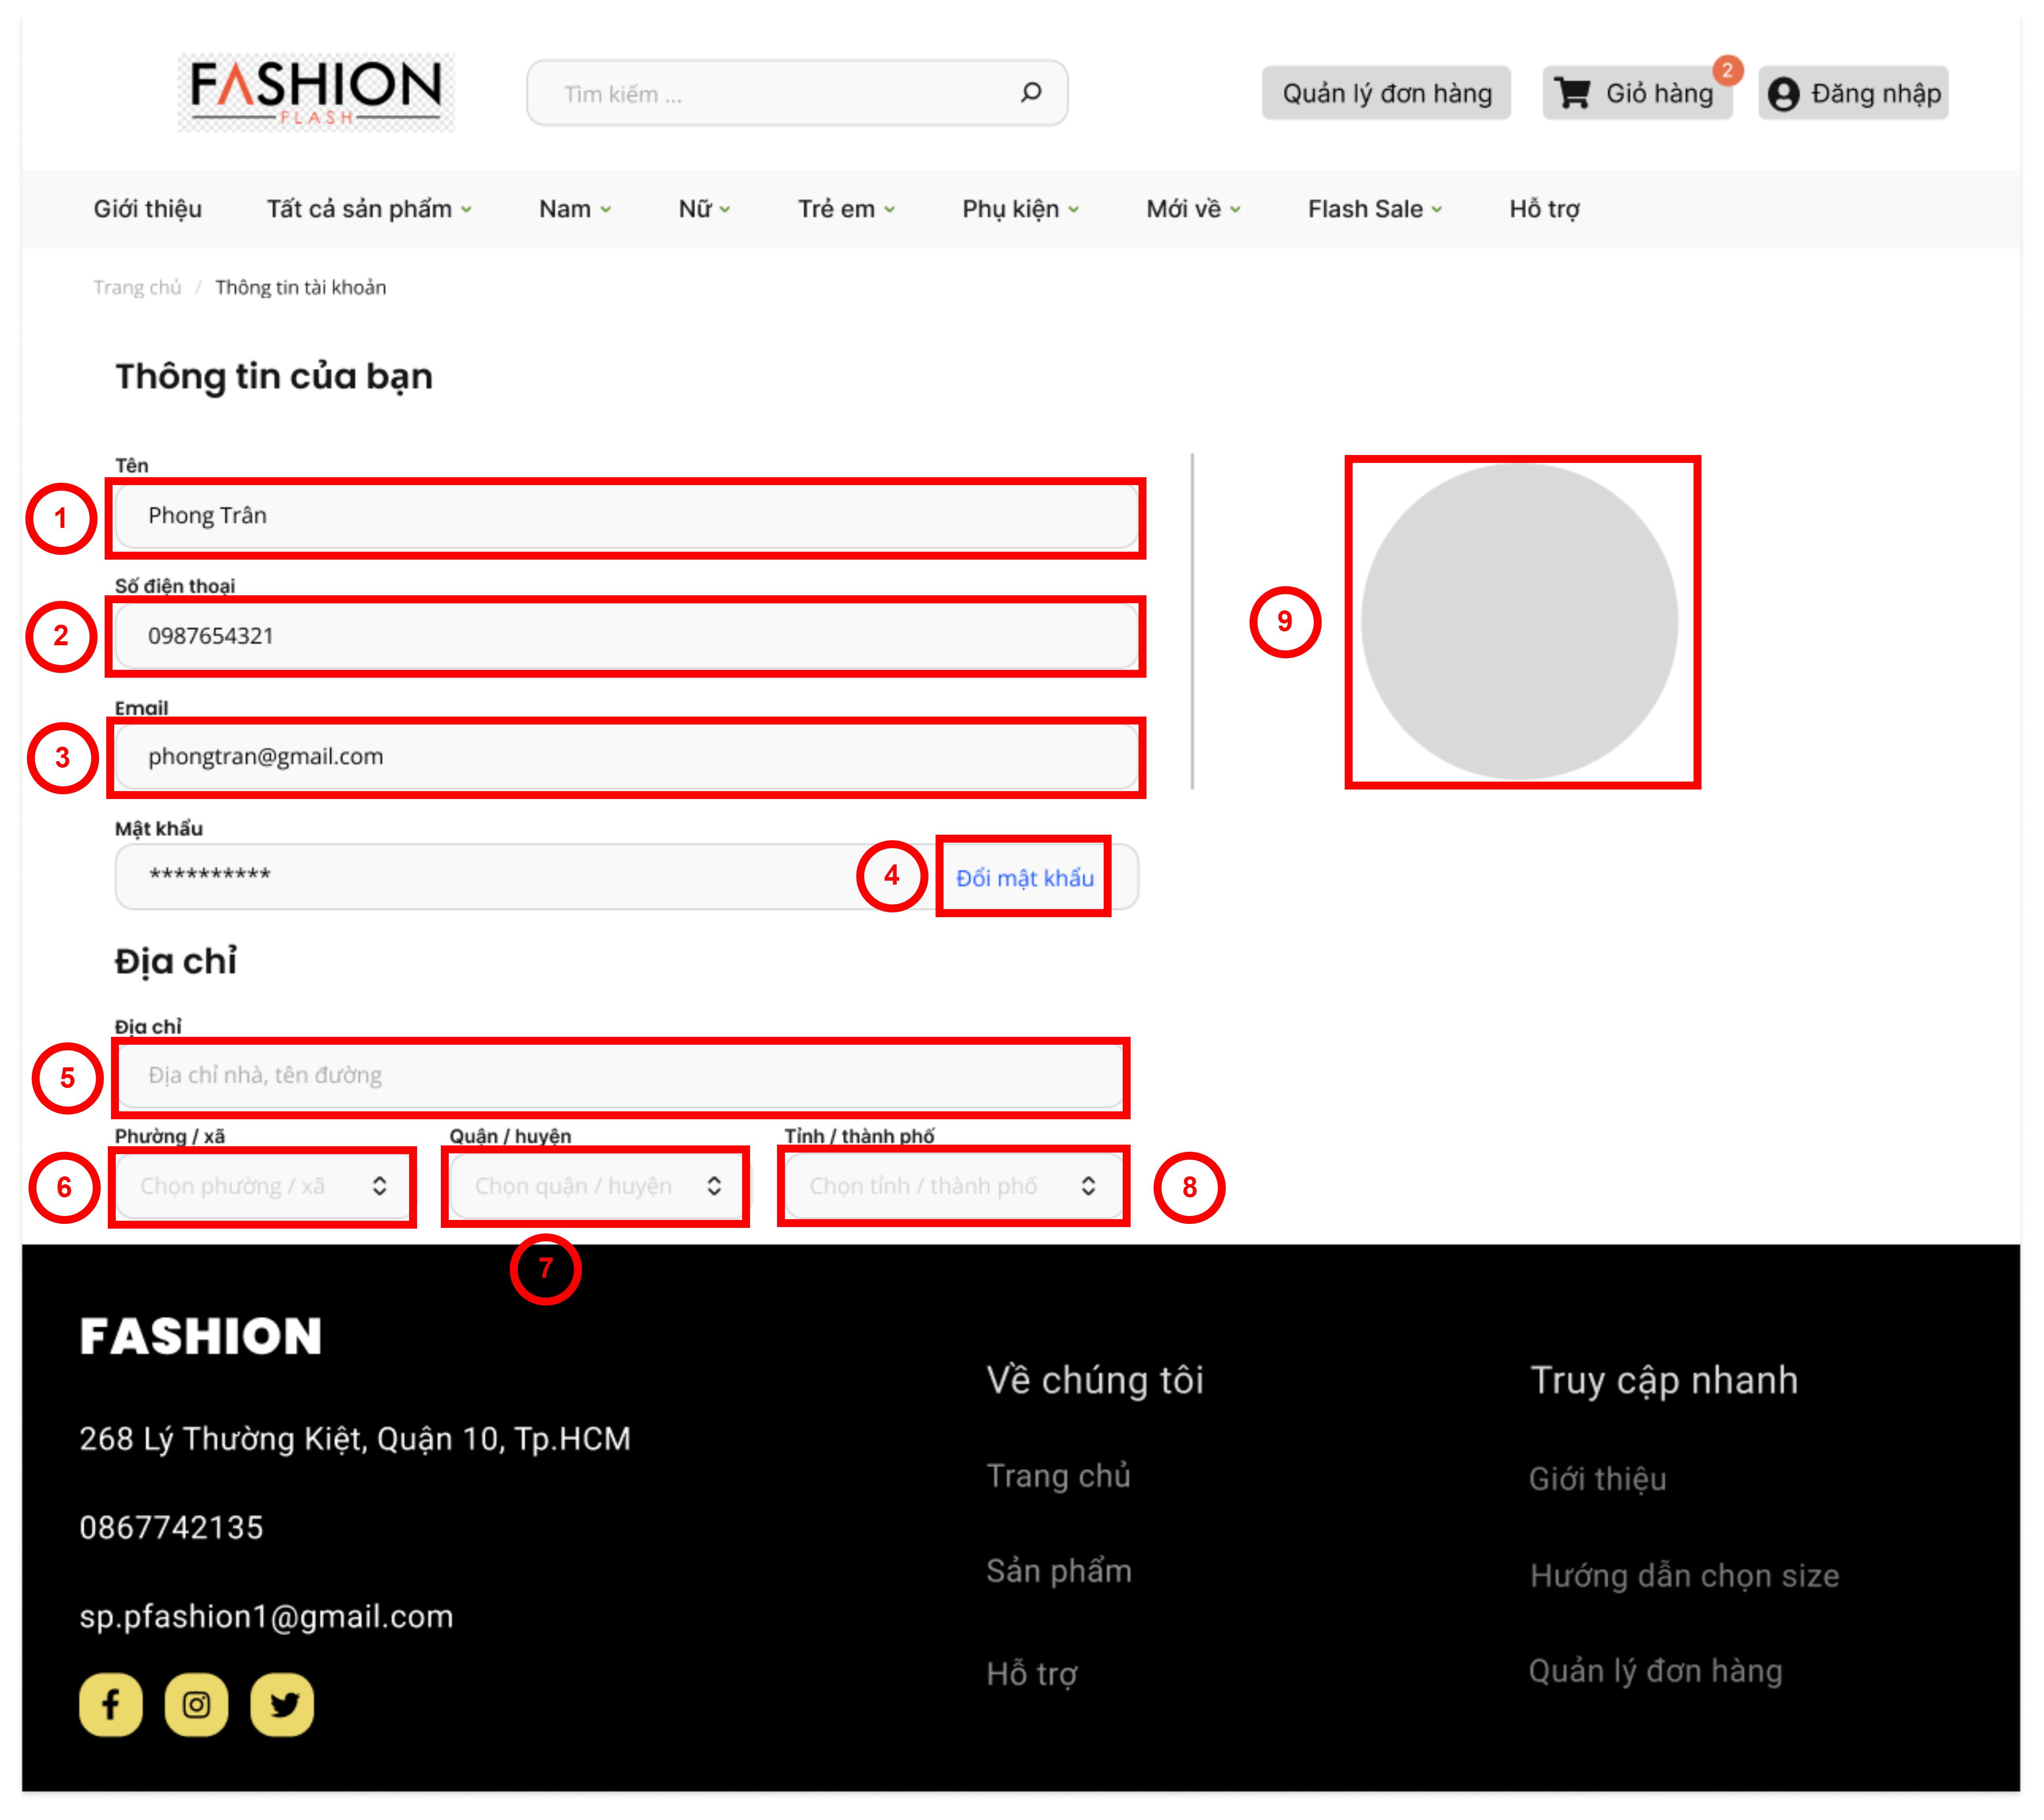 FASHION
FLASH
Tìm kiếm ...
Quản lý đơn hàng
Giỏ hàng
2
Đăng nhập
Giới thiệu
Tất cả sản phẩm
Nam
Nữ
Trẻ em
Phụ kiện
Mới về
Flash Sale
Hỗ trợ
Trang chủ / Thông tin tài khoản
Thông tin của bạn
Tên
1
Phong Trân
Số điện thoại
2
0987654321
9
Email
3
phongtran@gmail.com
Mật khẩu
**********
4
Đổi mật khẩu
Địa chỉ
Địa chỉ
5
Địa chỉ nhà, tên đường
Phường / xã
Quận / huyện
Tỉnh / thành phố
6
Chọn phường / xã
Chọn quận / huyện
Chọn tỉnh / thành phố
8
7
FASHION
268 Lý Thường Kiệt, Quận 10, Tp.HCM
0867742135
sp.pfashion1@gmail.com
Về chúng tôi
Trang chủ
Sản phẩm
Hỗ trợ
Truy cập nhanh
Giới thiệu
Hướng dẫn chọn size
Quản lý đơn hàng